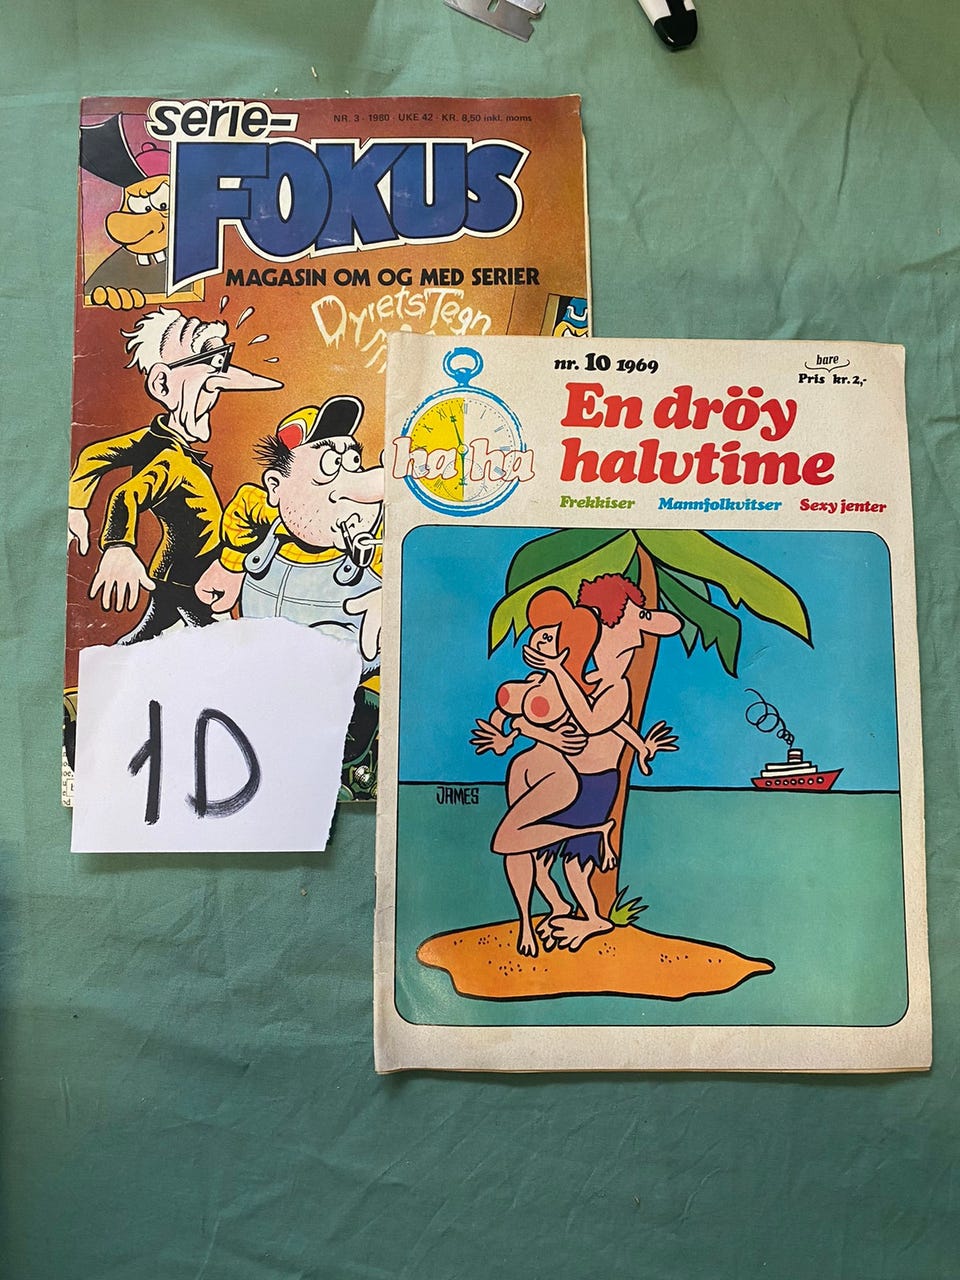 serie-
NR. 3 · 1980 · UKE 42 · KR. 8,50 inkl. moms
FOKUS
MAGASIN OM OG MED SERIER
Dyrets Tegn
nr. 10 1969
bare
Pris kr. 2,-
En dröy
halvtime
ha ha
Frekkiser Mannfolkvitser Sexy jenter
JAMES
1D